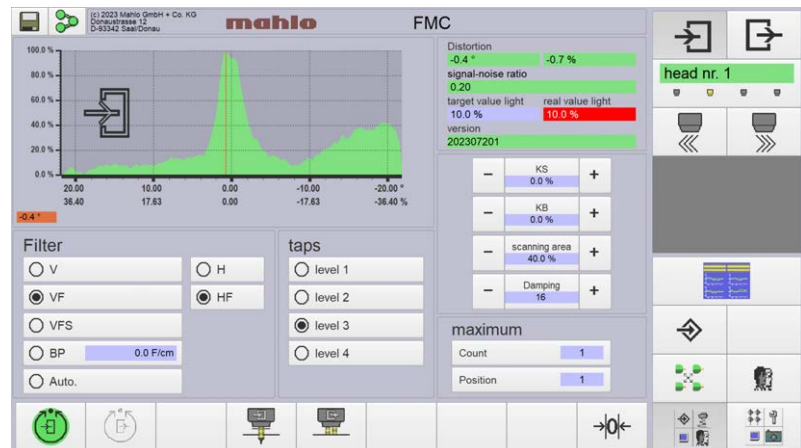 (c) 2023 Mahlo GmbH + Co. KG
Donaustrasse 12
D-93342 Saal/Donau
mahlo
FMC
head nr. 1
100.0 %
80.0 %
60.0 %
40.0 %
20.0 %
0.0 %
20.00 10.00 0.00 -10.00 -20.00 °
36.40 17.63 0.00 -17.63 -36.40 %
-0.4 °
Distortion
-0.4 ° -0.7 %
signal-noise ratio
0.20
target value light real value light
10.0 % 10.0 %
version
202307201
− KS +
0.0 %
− KB +
0.0 %
− scanning area +
40.0 %
− Damping +
16
Filter
V H
VF HF
VFS
BP 0.0 F/cm
Auto.
taps
level 1
level 2
level 3
level 4
maximum
Count 1
Position 1
→0←